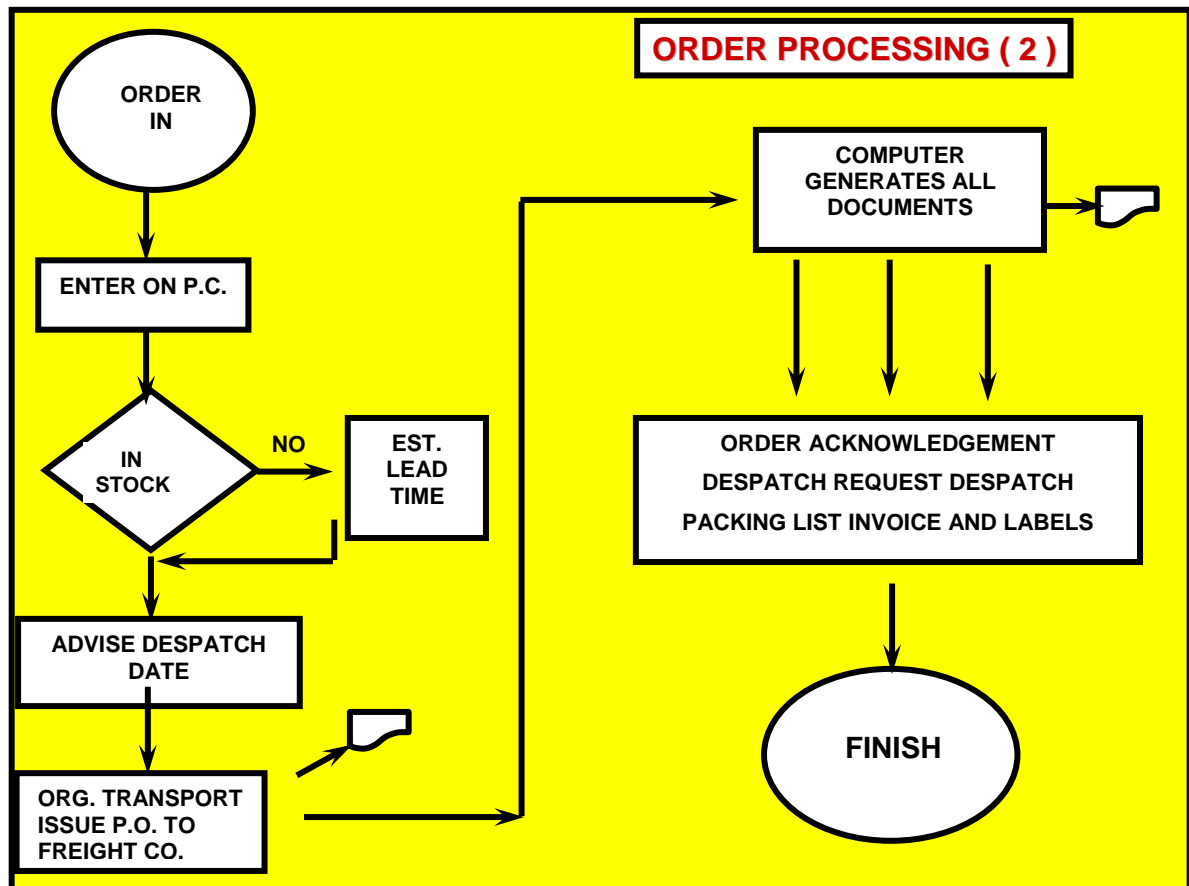 ORDER PROCESSING ( 2 )
ORDER
IN
ENTER ON P.C.
IN
STOCK
NO
EST.
LEAD
TIME
ADVISE DESPATCH
DATE
ORG. TRANSPORT
ISSUE P.O. TO
FREIGHT CO.
COMPUTER
GENERATES ALL
DOCUMENTS
ORDER ACKNOWLEDGEMENT
DESPATCH REQUEST DESPATCH
PACKING LIST INVOICE AND LABELS
FINISH